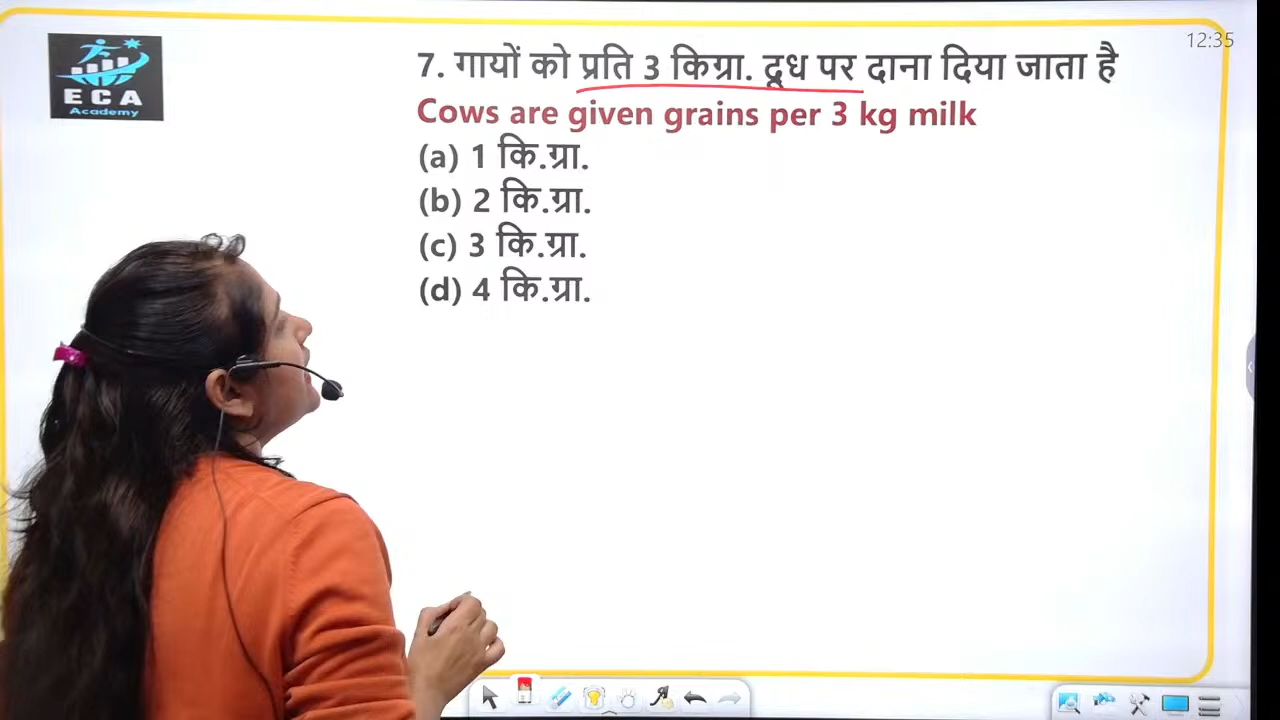 ECA
Academy
12:35
7. गायों को प्रति 3 किग्रा. दूध पर दाना दिया जाता है
Cows are given grains per 3 kg milk
(a) 1 कि.ग्रा.
(b) 2 कि.ग्रा.
(c) 3 कि.ग्रा.
(d) 4 कि.ग्रा.